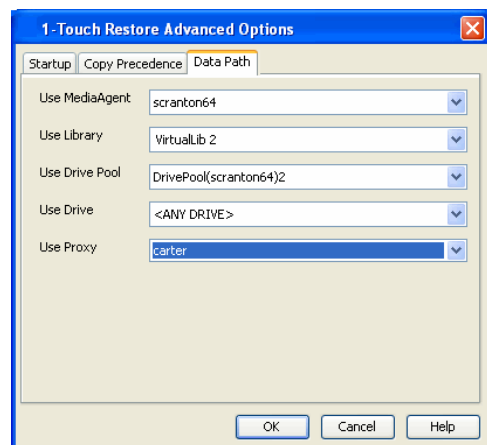 1-Touch Restore Advanced Options
Startup Copy Precedence Data Path
Use MediaAgent scranton64
Use Library VirtualLib 2
Use Drive Pool DrivePool(scranton64)2
Use Drive <ANY DRIVE>
Use Proxy carter
OK Cancel Help